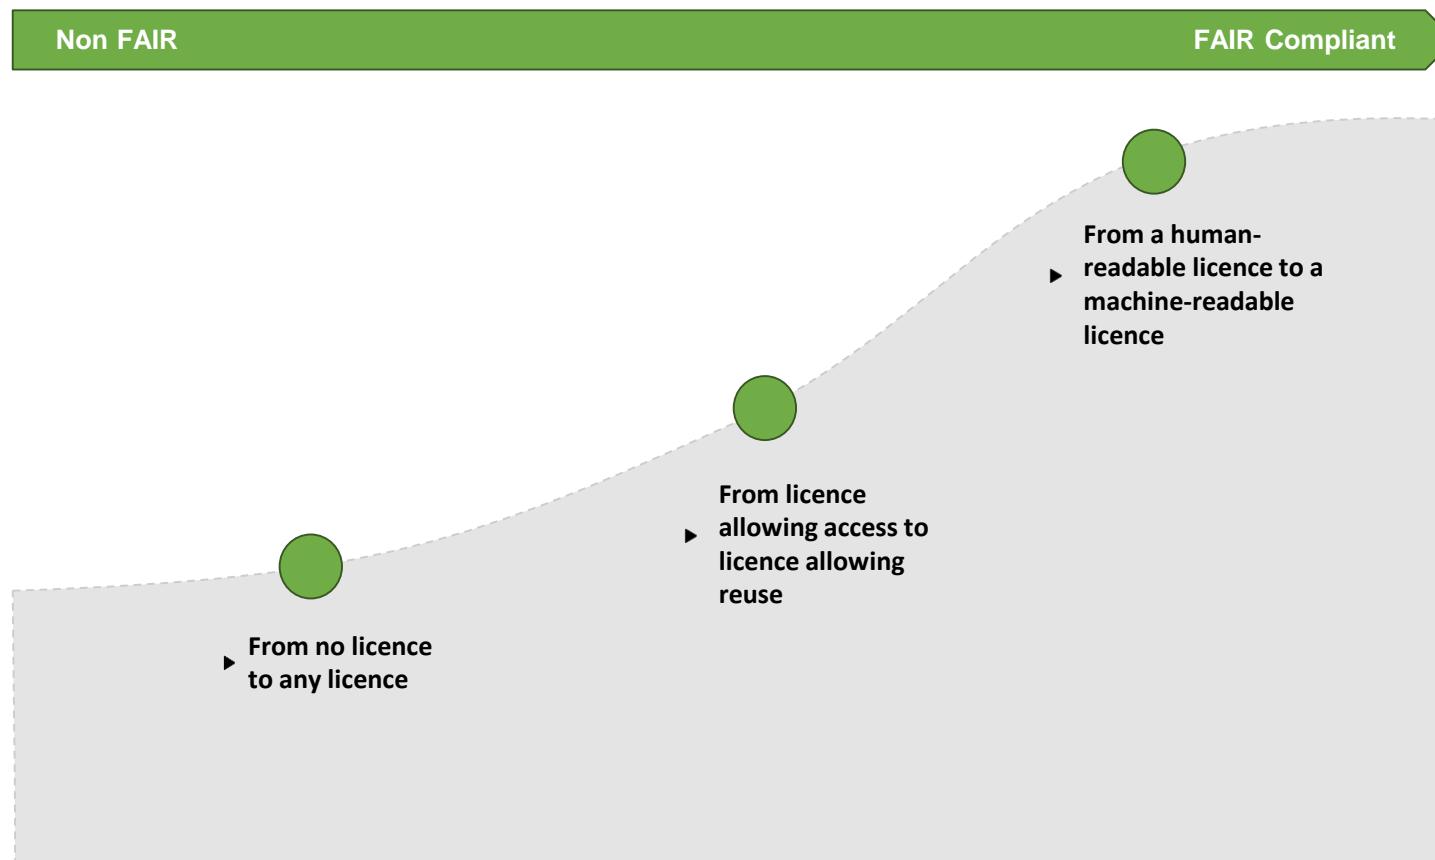 Non FAIR
FAIR Compliant
From a human-
readable licence to a
machine-readable
licence
From licence
allowing access to
licence allowing
reuse
From no licence
to any licence